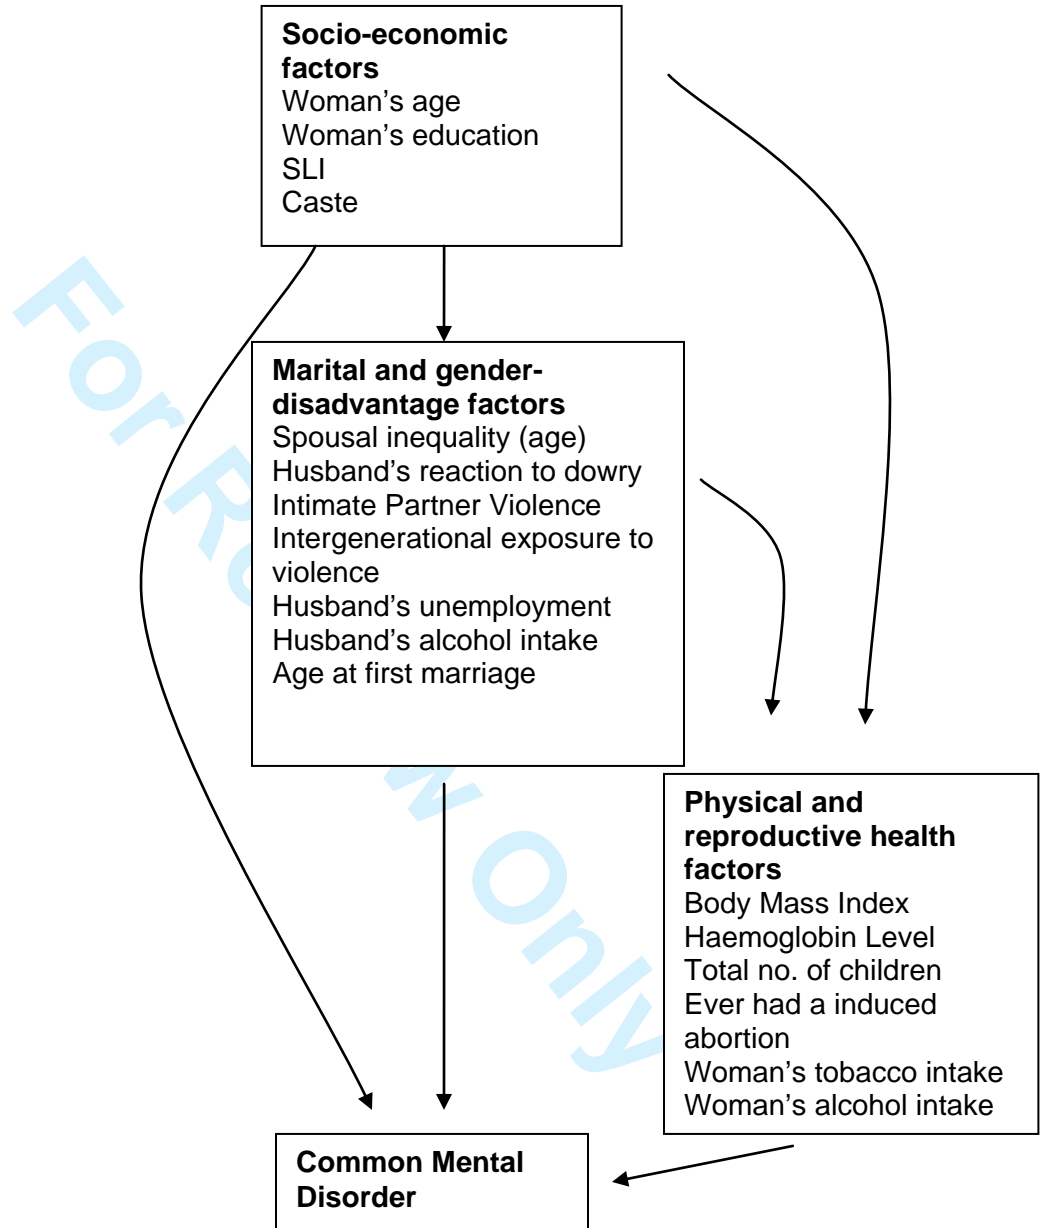 Socio-economic
factors
Woman’s age
Woman’s education
SLI
Caste
Marital and gender-
disadvantage factors
Spousal inequality (age)
Husband’s reaction to dowry
Intimate Partner Violence
Intergenerational exposure to
violence
Husband’s unemployment
Husband’s alcohol intake
Age at first marriage
Physical and
reproductive health
factors
Body Mass Index
Haemoglobin Level
Total no. of children
Ever had a induced
abortion
Woman’s tobacco intake
Woman’s alcohol intake
Common Mental
Disorder
For Re w Only